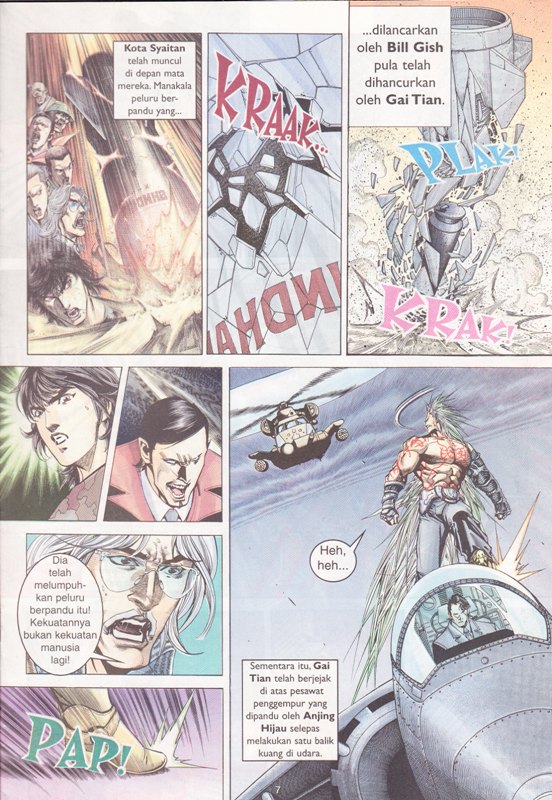 Kota Syaitan
telah muncul
di depan mata
mereka. Manakala
peluru ber-
pandu yang...
KRAAK...
...dilancarkan
oleh Bill Gish
pula telah
dihancurkan
oleh Gai Tian.
PLAK!
KRAK!
Dia
telah
melumpuh-
kan peluru
berpandu itu!
Kekuatannya
bukan kekuatan
manusia
lagi!
PAP!
Heh,
heh...
Sementara itu, Gai
Tian telah berjejak
di atas pesawat
penggempur yang
dipandu oleh Anjing
Hijau selepas
melakukan satu balik
kuang di udara.
7